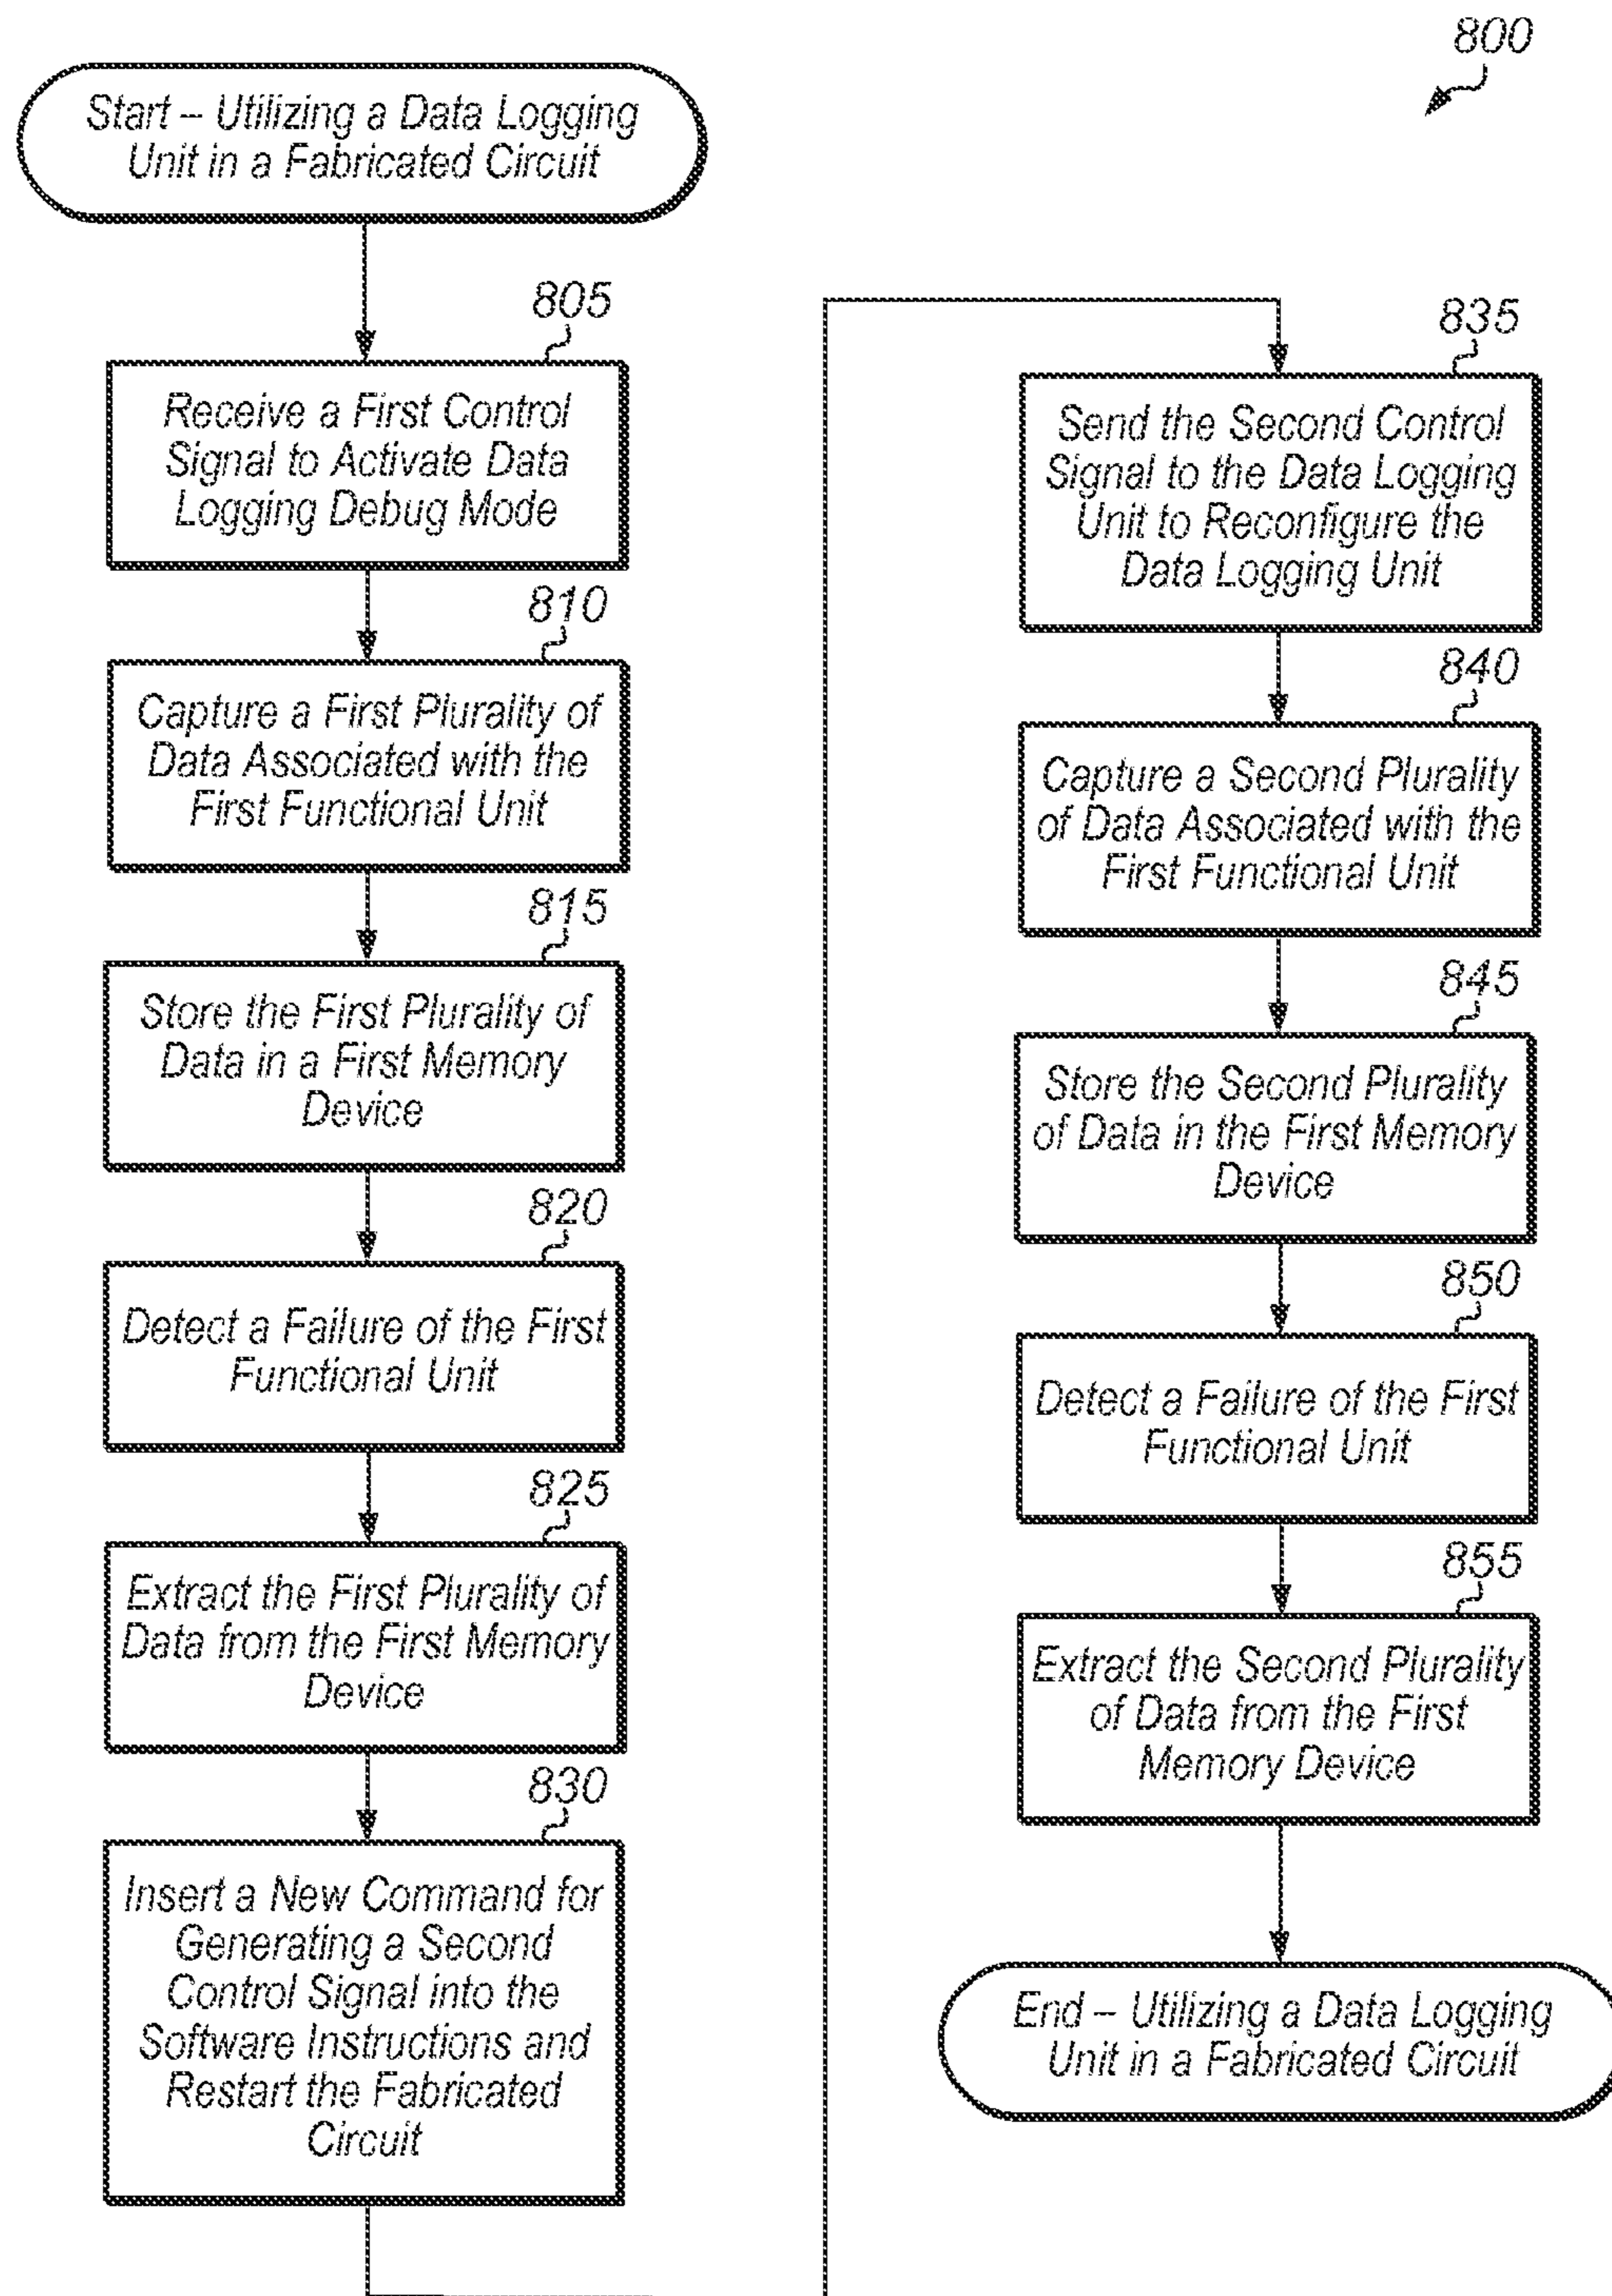 800
Start – Utilizing a Data Logging
Unit in a Fabricated Circuit
805
Receive a First Control
Signal to Activate Data
Logging Debug Mode
810
Capture a First Plurality of
Data Associated with the
First Functional Unit
815
Store the First Plurality of
Data in a First Memory
Device
820
Detect a Failure of the First
Functional Unit
825
Extract the First Plurality of
Data from the First Memory
Device
830
Insert a New Command for
Generating a Second
Control Signal into the
Software Instructions and
Restart the Fabricated
Circuit
835
Send the Second Control
Signal to the Data Logging
Unit to Reconfigure the
Data Logging Unit
840
Capture a Second Plurality
of Data Associated with the
First Functional Unit
845
Store the Second Plurality
of Data in the First Memory
Device
850
Detect a Failure of the First
Functional Unit
855
Extract the Second Plurality
of Data from the First
Memory Device
End – Utilizing a Data Logging
Unit in a Fabricated Circuit